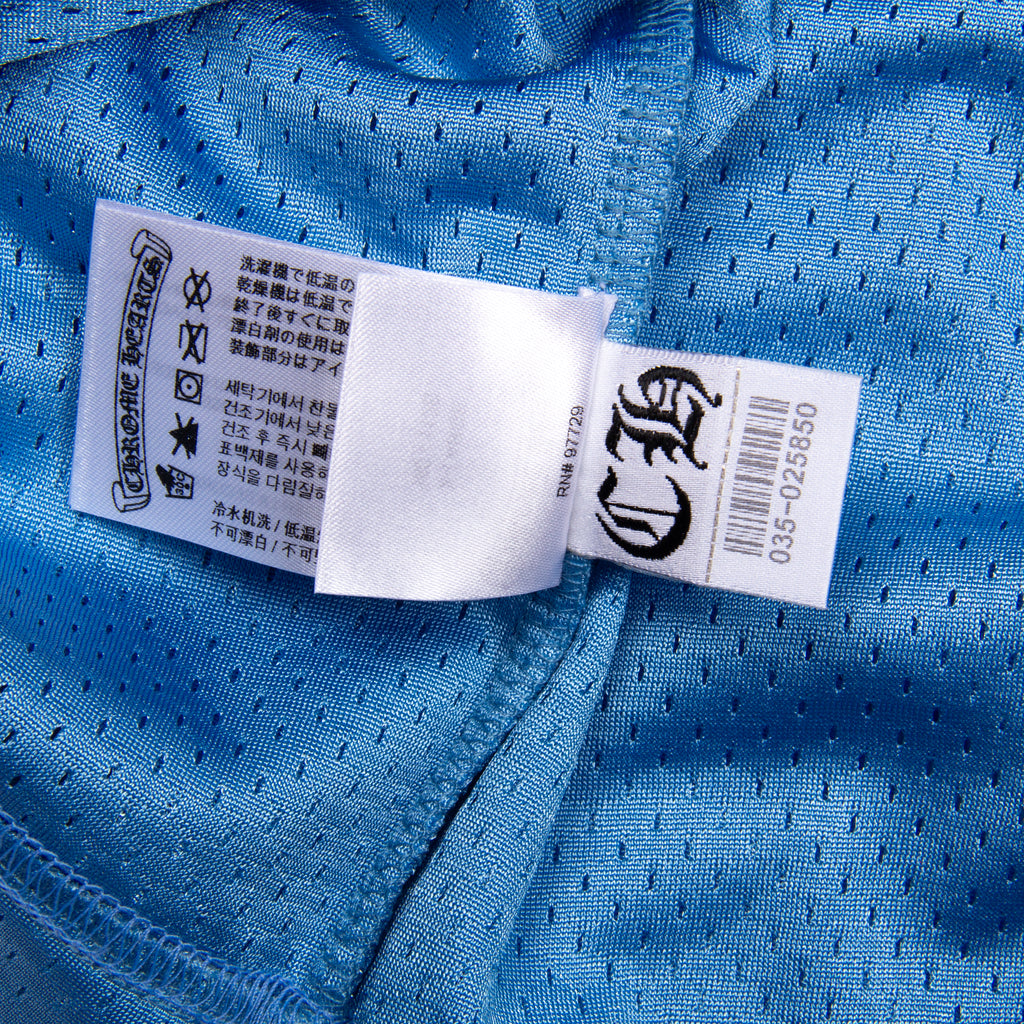 CHROME HEARTS
洗濯機で低温の
乾燥機は低温で
終了後すぐに取
漂白剤の使用は
装飾部分はアイ
세탁기에서 찬물
건조기에서 낮은
건조 후 즉시 빼
표백제를 사용하
장식을 다림질하
冷水机洗 / 低温
不可漂白 / 不可
RN# 97729
CH
035-025850